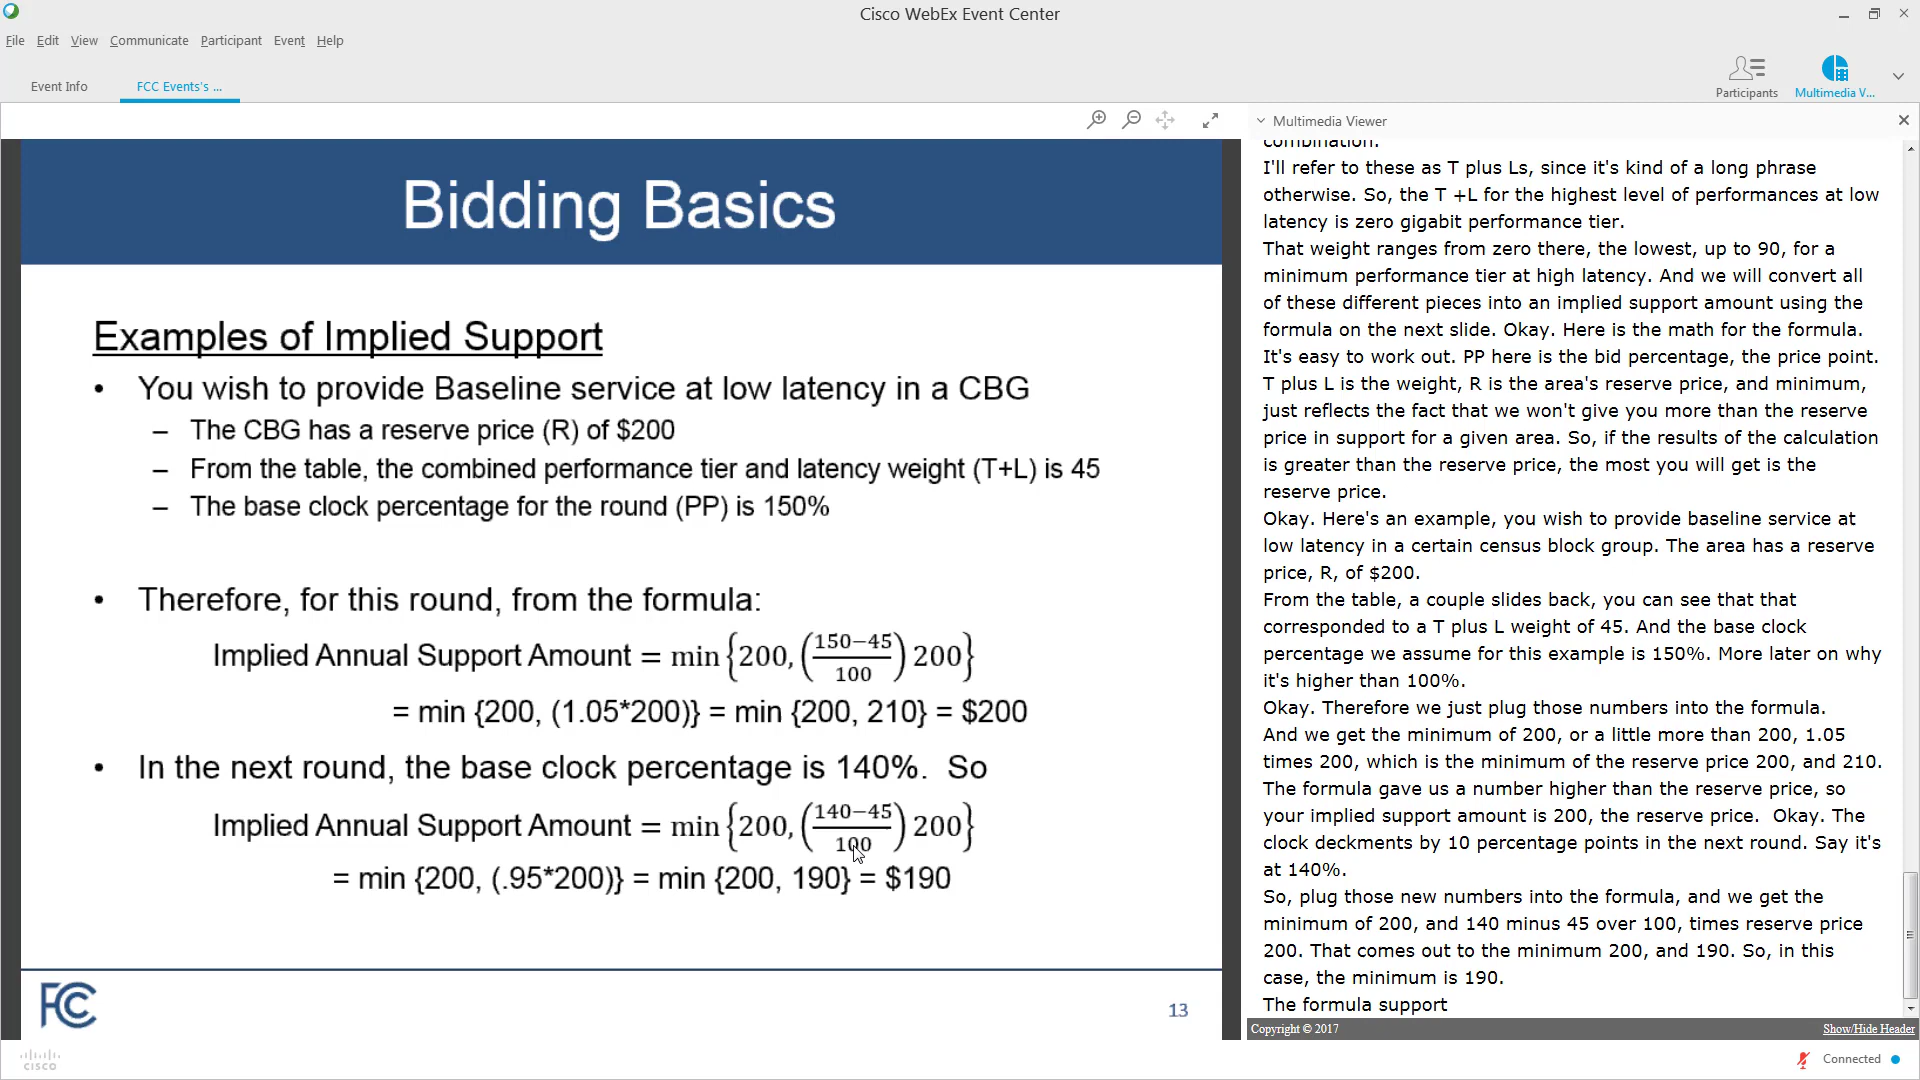 Cisco WebEx Event Center
File Edit View Communicate Participant Event Help
Event Info FCC Events's ...
Participants Multimedia V...
Multimedia Viewer
Bidding Basics
Examples of Implied Support
• You wish to provide Baseline service at low latency in a CBG
– The CBG has a reserve price (R) of $200
– From the table, the combined performance tier and latency weight (T+L) is 45
– The base clock percentage for the round (PP) is 150%
• Therefore, for this round, from the formula:
Implied Annual Support Amount = min {200, (150−45/100) 200}
= min {200, (1.05*200)} = min {200, 210} = $200
• In the next round, the base clock percentage is 140%. So
Implied Annual Support Amount = min {200, (140−45/100) 200}
= min {200, (.95*200)} = min {200, 190} = $190
FCC
13
combination.
I'll refer to these as T plus Ls, since it's kind of a long phrase
otherwise. So, the T +L for the highest level of performances at low
latency is zero gigabit performance tier.
That weight ranges from zero there, the lowest, up to 90, for a
minimum performance tier at high latency. And we will convert all
of these different pieces into an implied support amount using the
formula on the next slide. Okay. Here is the math for the formula.
It's easy to work out. PP here is the bid percentage, the price point.
T plus L is the weight, R is the area's reserve price, and minimum,
just reflects the fact that we won't give you more than the reserve
price in support for a given area. So, if the results of the calculation
is greater than the reserve price, the most you will get is the
reserve price.
Okay. Here's an example, you wish to provide baseline service at
low latency in a certain census block group. The area has a reserve
price, R, of $200.
From the table, a couple slides back, you can see that that
corresponded to a T plus L weight of 45. And the base clock
percentage we assume for this example is 150%. More later on why
it's higher than 100%.
Okay. Therefore we just plug those numbers into the formula.
And we get the minimum of 200, or a little more than 200, 1.05
times 200, which is the minimum of the reserve price 200, and 210.
The formula gave us a number higher than the reserve price, so
your implied support amount is 200, the reserve price. Okay. The
clock deckments by 10 percentage points in the next round. Say it's
at 140%.
So, plug those new numbers into the formula, and we get the
minimum of 200, and 140 minus 45 over 100, times reserve price
200. That comes out to the minimum 200, and 190. So, in this
case, the minimum is 190.
The formula support
Copyright © 2017 Show/Hide Header
cisco
Connected